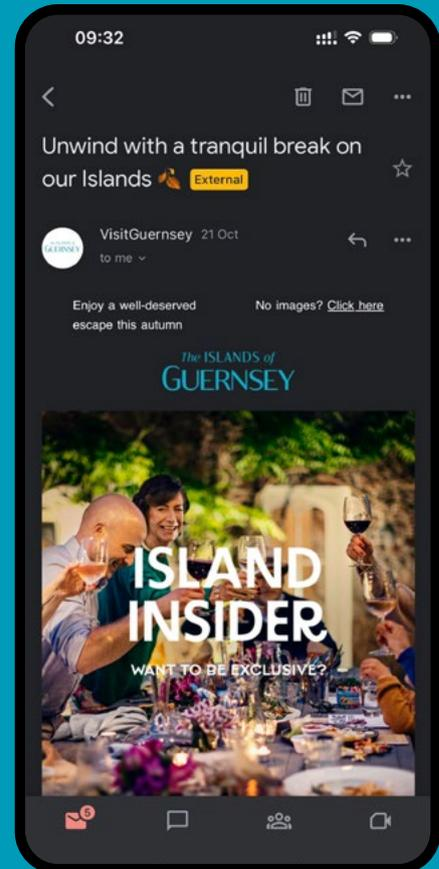 09:32
Unwind with a tranquil break on
our Islands 🍂 External
VisitGuernsey 21 Oct
to me
Enjoy a well-deserved
escape this autumn
No images? Click here
The ISLANDS of
GUERNSEY
ISLAND
INSIDER
WANT TO BE EXCLUSIVE?
5